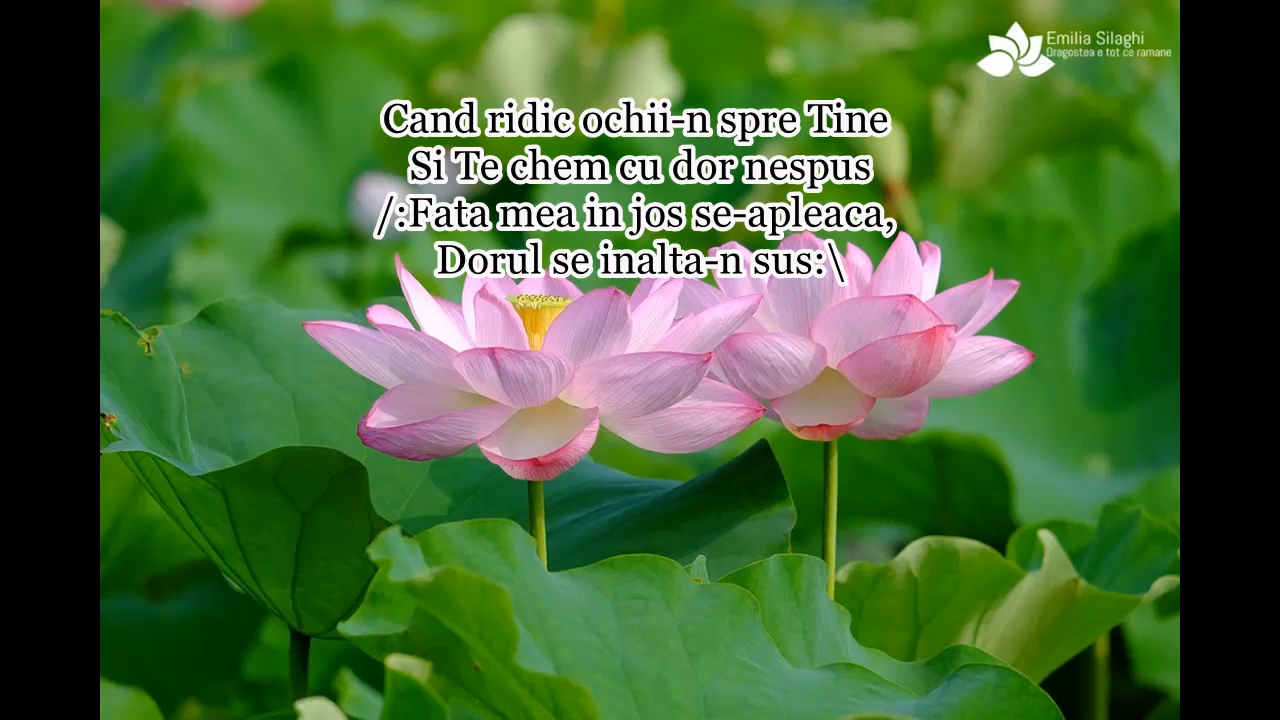 Emilia Silaghi
Dragostea e tot ce ramane
Cand ridic ochii-n spre Tine
Si Te chem cu dor nespus
/:Fata mea in jos se-apleaca,
Dorul se inalta-n sus:\